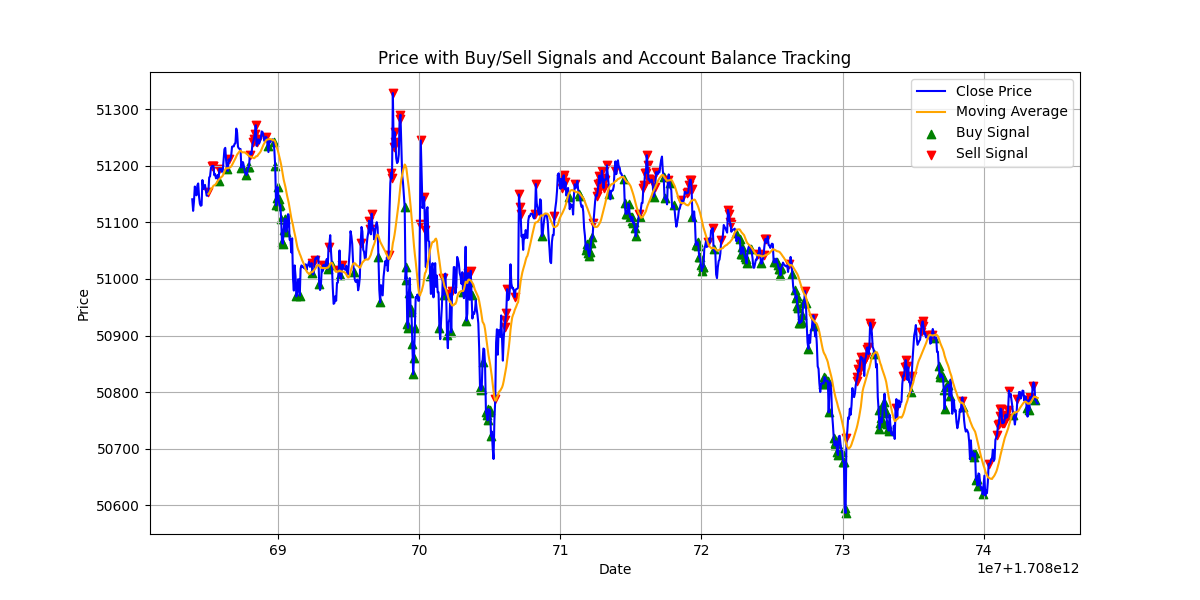 Price with Buy/Sell Signals and Account Balance Tracking
Close Price
Moving Average
Buy Signal
Sell Signal
51300
51200
51100
51000
50900
50800
50700
50600
Price
69 70 71 72 73 74
1e7+1.708e12
Date